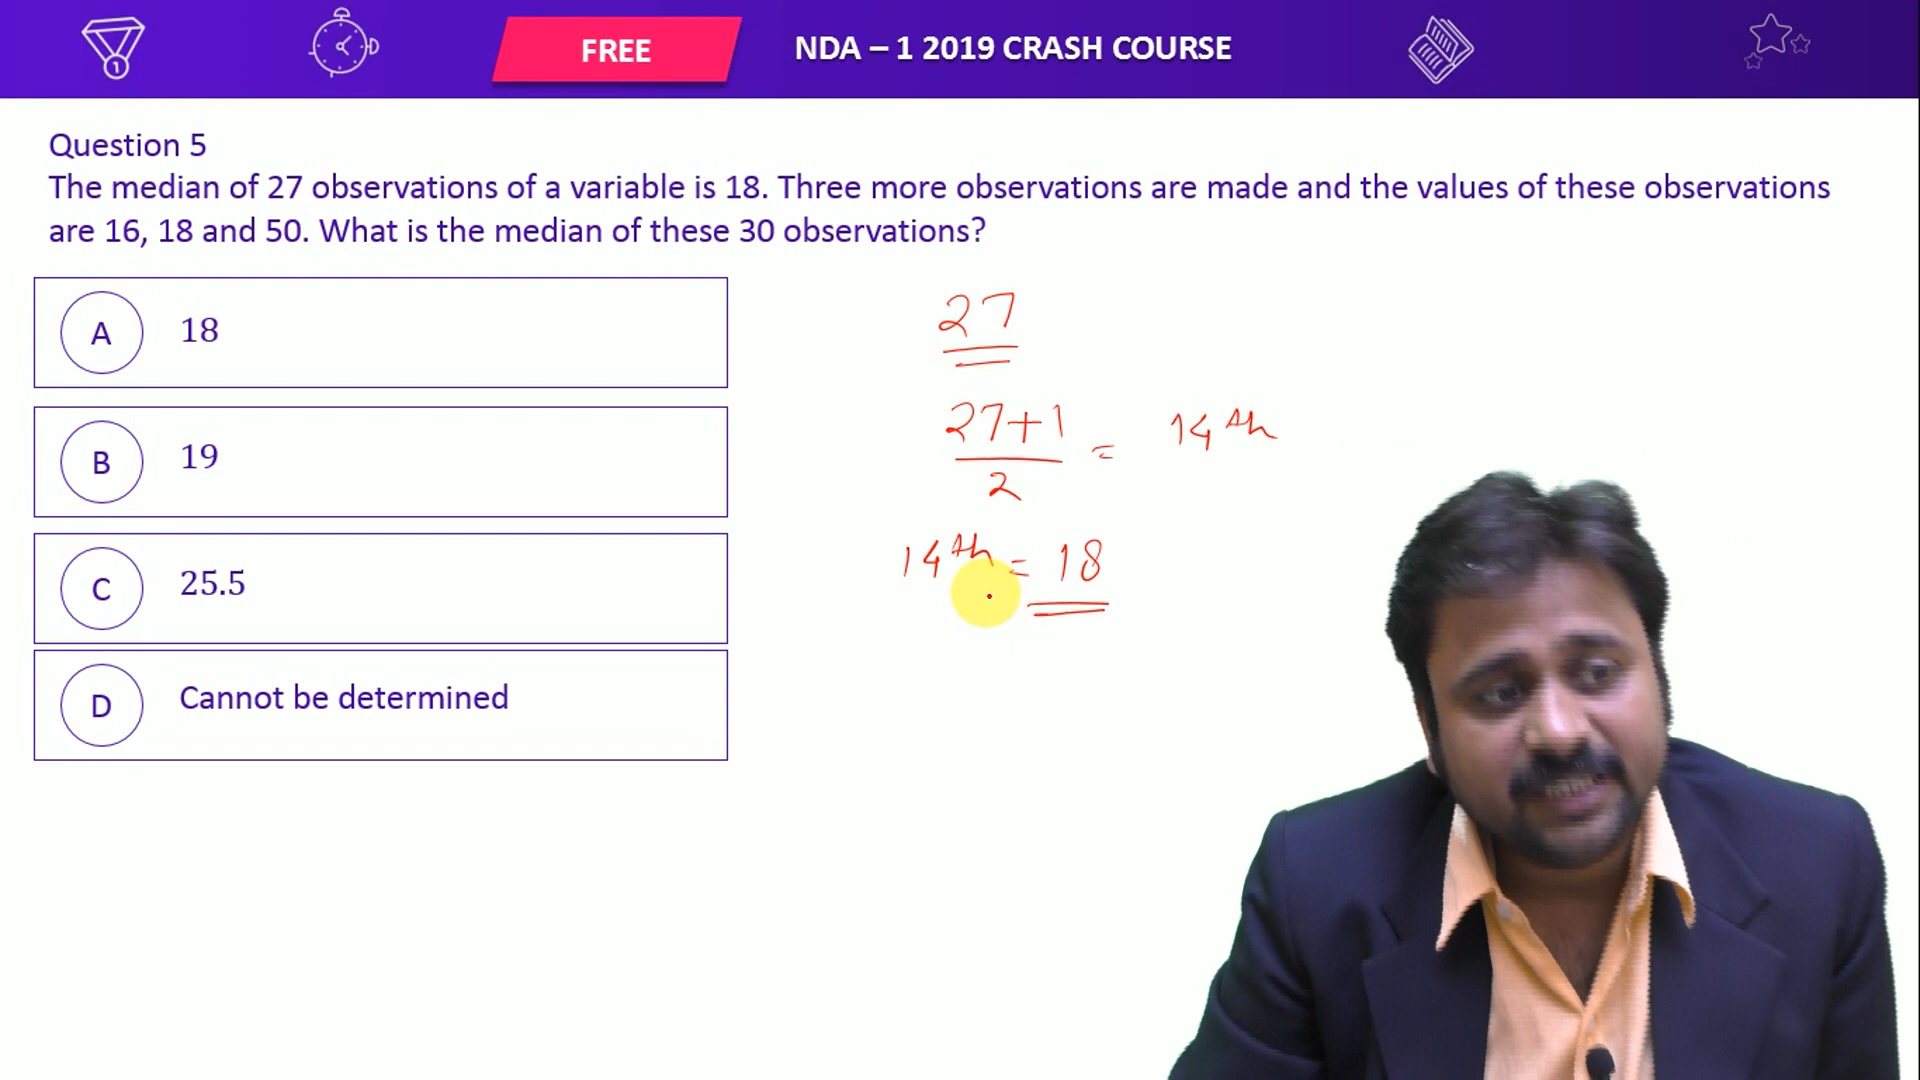 FREE
NDA – 1 2019 CRASH COURSE
Question 5
The median of 27 observations of a variable is 18. Three more observations are made and the values of these observations
are 16, 18 and 50. What is the median of these 30 observations?
A 18
B 19
C 25.5
D Cannot be determined
27
27+1
2
= 14th
14th = 18